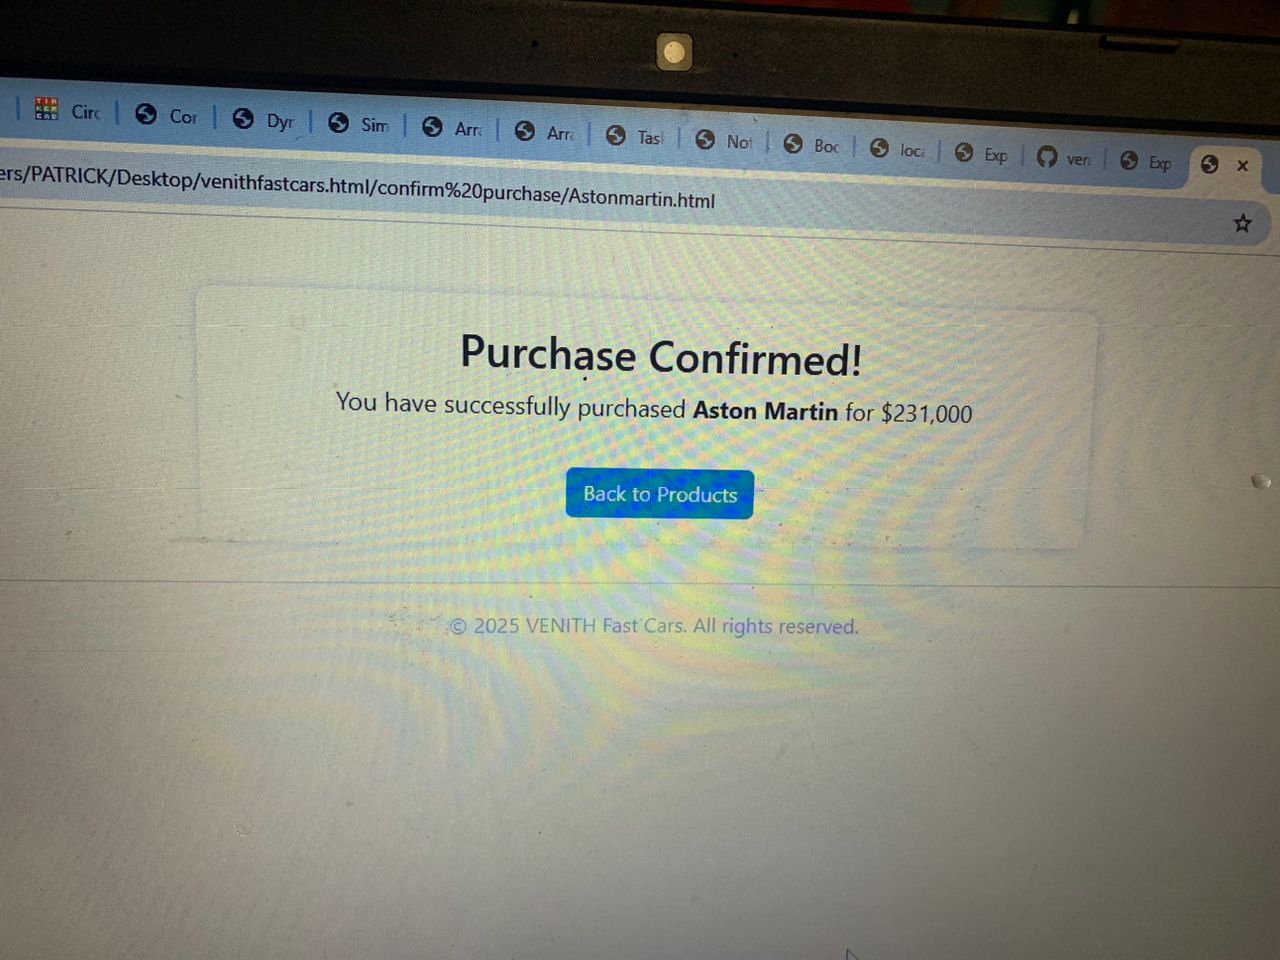 Circ Cor Dyr Sim Arra Arra Tasl Not Boc loca Exp ven Exp
ers/PATRICK/Desktop/venithfastcars.html/confirm%20purchase/Astonmartin.html
Purchase Confirmed!
You have successfully purchased Aston Martin for $231,000
Back to Products
© 2025 VENITH Fast Cars. All rights reserved.